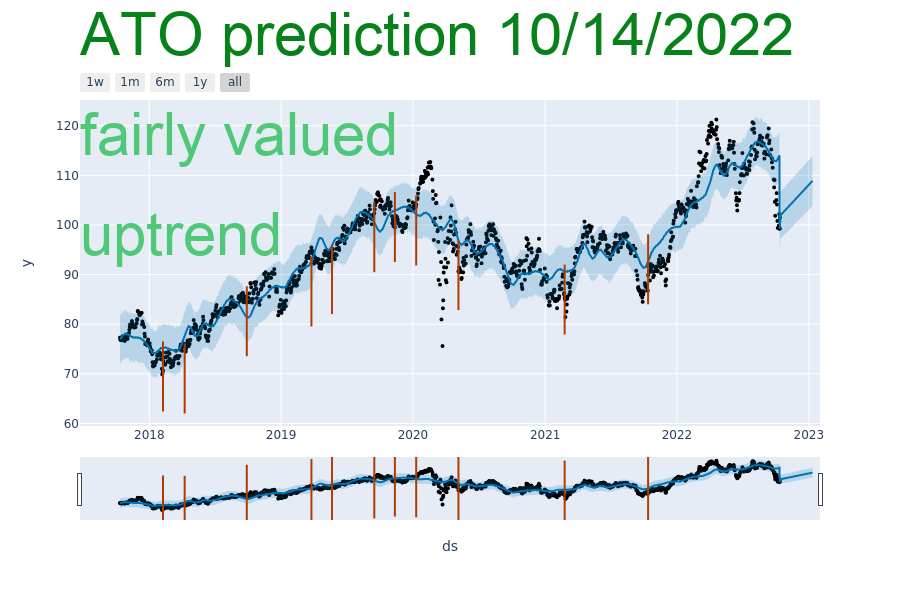 ATO prediction 10/14/2022
1w 1m 6m 1y all
fairly valued
uptrend
120
110
100
90
80
70
60
y
2018 2019 2020 2021 2022 2023
ds